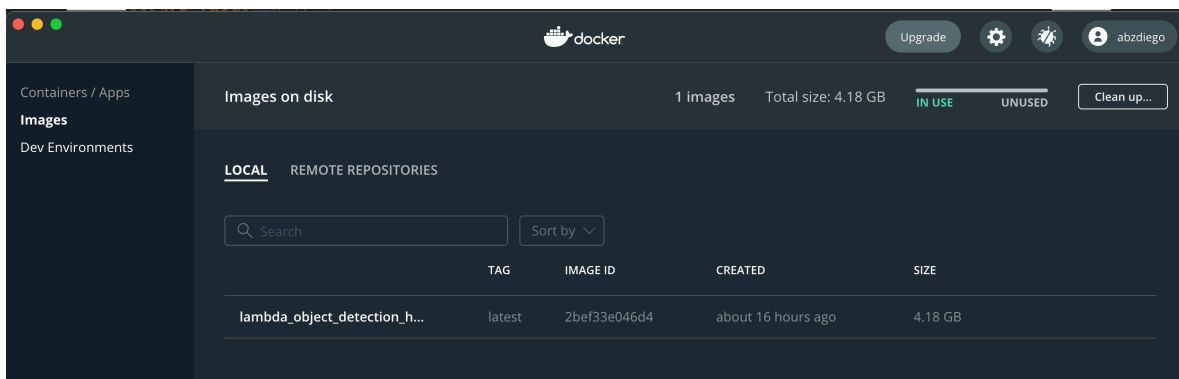 docker
Upgrade
abzdiego
Containers / Apps
Images
Dev Environments
Images on disk
1 images
Total size: 4.18 GB
IN USE
UNUSED
Clean up...
LOCAL
REMOTE REPOSITORIES
Search
Sort by
TAG IMAGE ID CREATED SIZE
lambda_object_detection_h... latest 2bef33e046d4 about 16 hours ago 4.18 GB